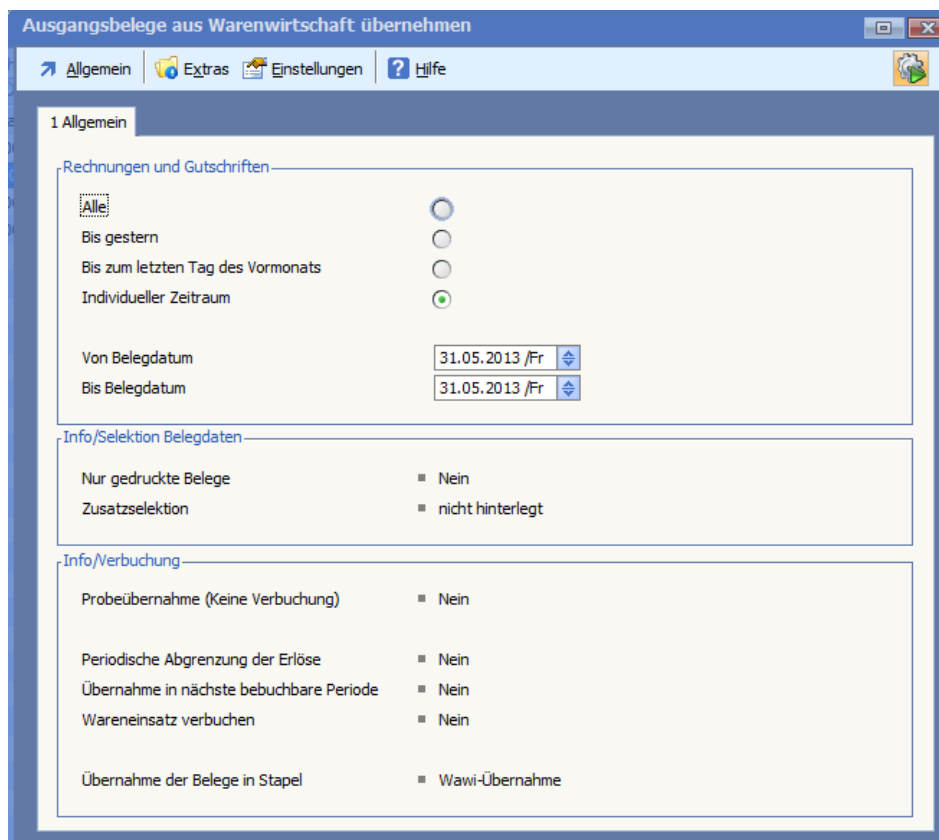 Ausgangsbelege aus Warenwirtschaft übernehmen
Allgemein Extras Einstellungen ? Hilfe
1 Allgemein
Rechnungen und Gutschriften
Alle
Bis gestern
Bis zum letzten Tag des Vormonats
Individueller Zeitraum
Von Belegdatum 31.05.2013 /Fr
Bis Belegdatum 31.05.2013 /Fr
Info/Selektion Belegdaten
Nur gedruckte Belege Nein
Zusatzselektion nicht hinterlegt
Info/Verbuchung
Probeübernahme (Keine Verbuchung) Nein
Periodische Abgrenzung der Erlöse Nein
Übernahme in nächste bebuchbare Periode Nein
Wareneinsatz verbuchen Nein
Übernahme der Belege in Stapel Wawi-Übernahme